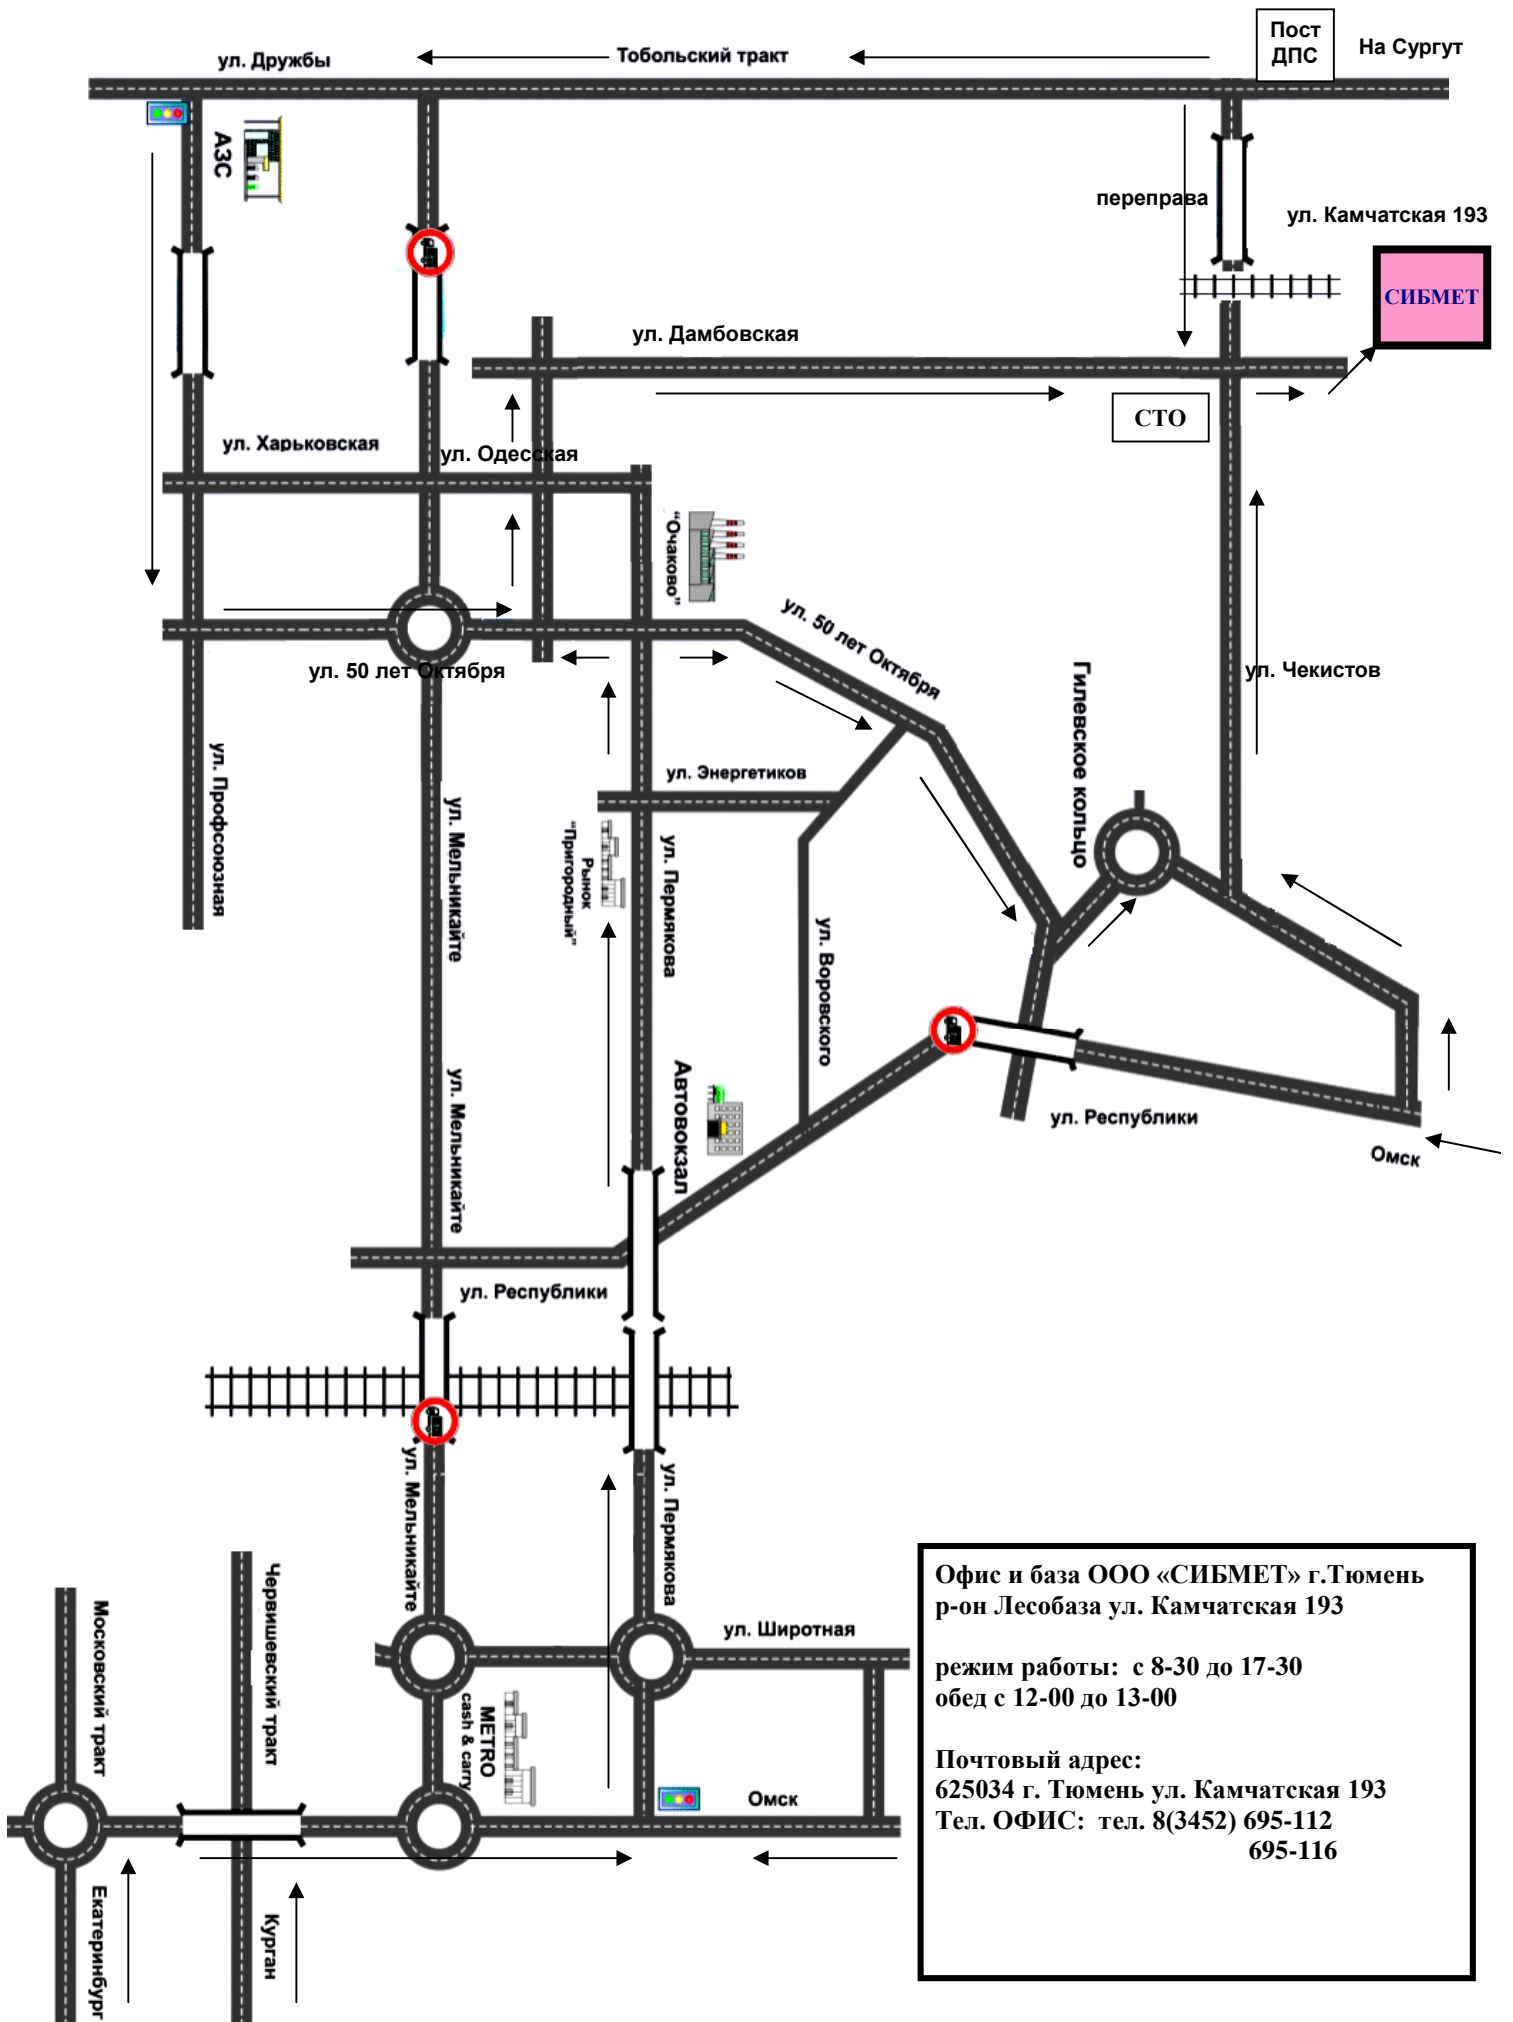 Пост
ДПС
На Сургут
ул. Дружбы
Тобольский тракт
АЗС
переправа
ул. Камчатская 193
СИБМЕТ
ул. Дамбовская
СТО
ул. Харьковская
ул. Одесская
“Очаково”
ул. 50 лет Октября
ул. 50 лет Октября
Гилевское кольцо
ул. Чекистов
ул. Профсоюзная
ул. Мельникайте
ул. Энергетиков
Рынок
“Пригородный”
ул. Пермякова
ул. Воровского
ул. Мельникайте
Автовокзал
ул. Республики
Омск
ул. Республики
ул. Мельникайте
ул. Пермякова
Московский тракт
Червишевский тракт
ул. Широтная
METRO
cash & carry
Омск
Екатеринбург
Курган
Офис и база ООО «СИБМЕТ» г.Тюмень
р-он Лесобаза ул. Камчатская 193
режим работы: с 8-30 до 17-30
обед с 12-00 до 13-00
Почтовый адрес:
625034 г. Тюмень ул. Камчатская 193
Тел. ОФИС: тел. 8(3452) 695-112
695-116